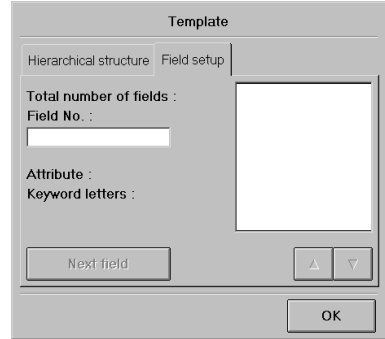 Template
Hierarchical structure Field setup
Total number of fields :
Field No. :
Attribute :
Keyword letters :
Next field
OK